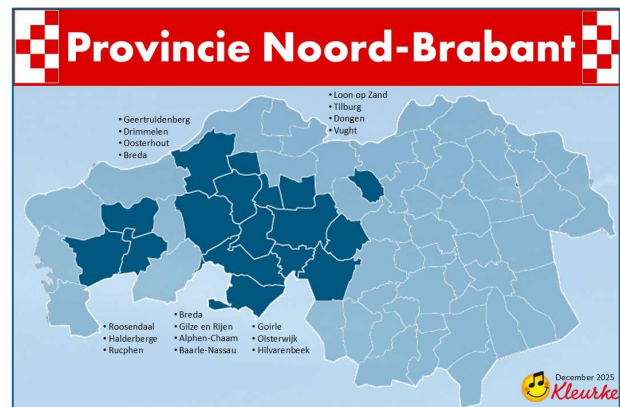 Provincie Noord-Brabant
• Loon op Zand
• Tilburg
• Dongen
• Vught
• Geertruidenberg
• Drimmelen
• Oosterhout
• Breda
• Roosendaal
• Halderberge
• Rucphen
• Breda
• Gilze en Rijen
• Alphen-Chaam
• Baarle-Nassau
• Goirle
• Oisterwijk
• Hilvarenbeek
December 2025
Kleurke